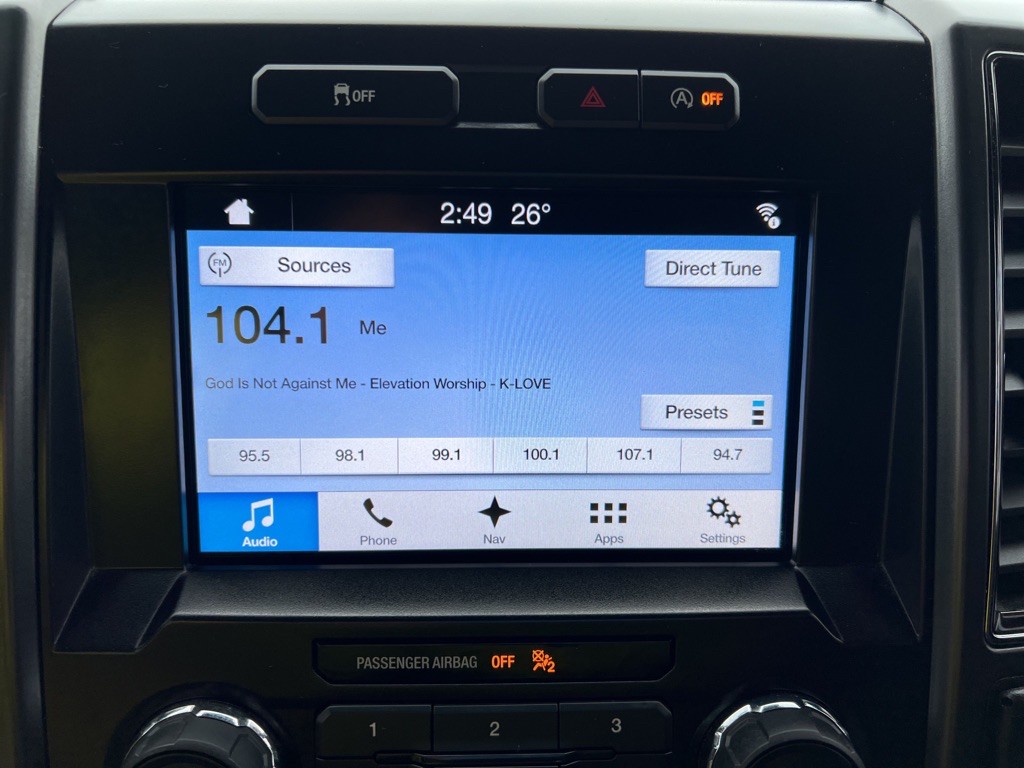 OFF
A OFF
2:49 26°
FM Sources
Direct Tune
104.1 Me
God Is Not Against Me - Elevation Worship - K-LOVE
Presets
95.5 98.1 99.1 100.1 107.1 94.7
Audio Phone Nav Apps Settings
PASSENGER AIRBAG OFF 2
1 2 3